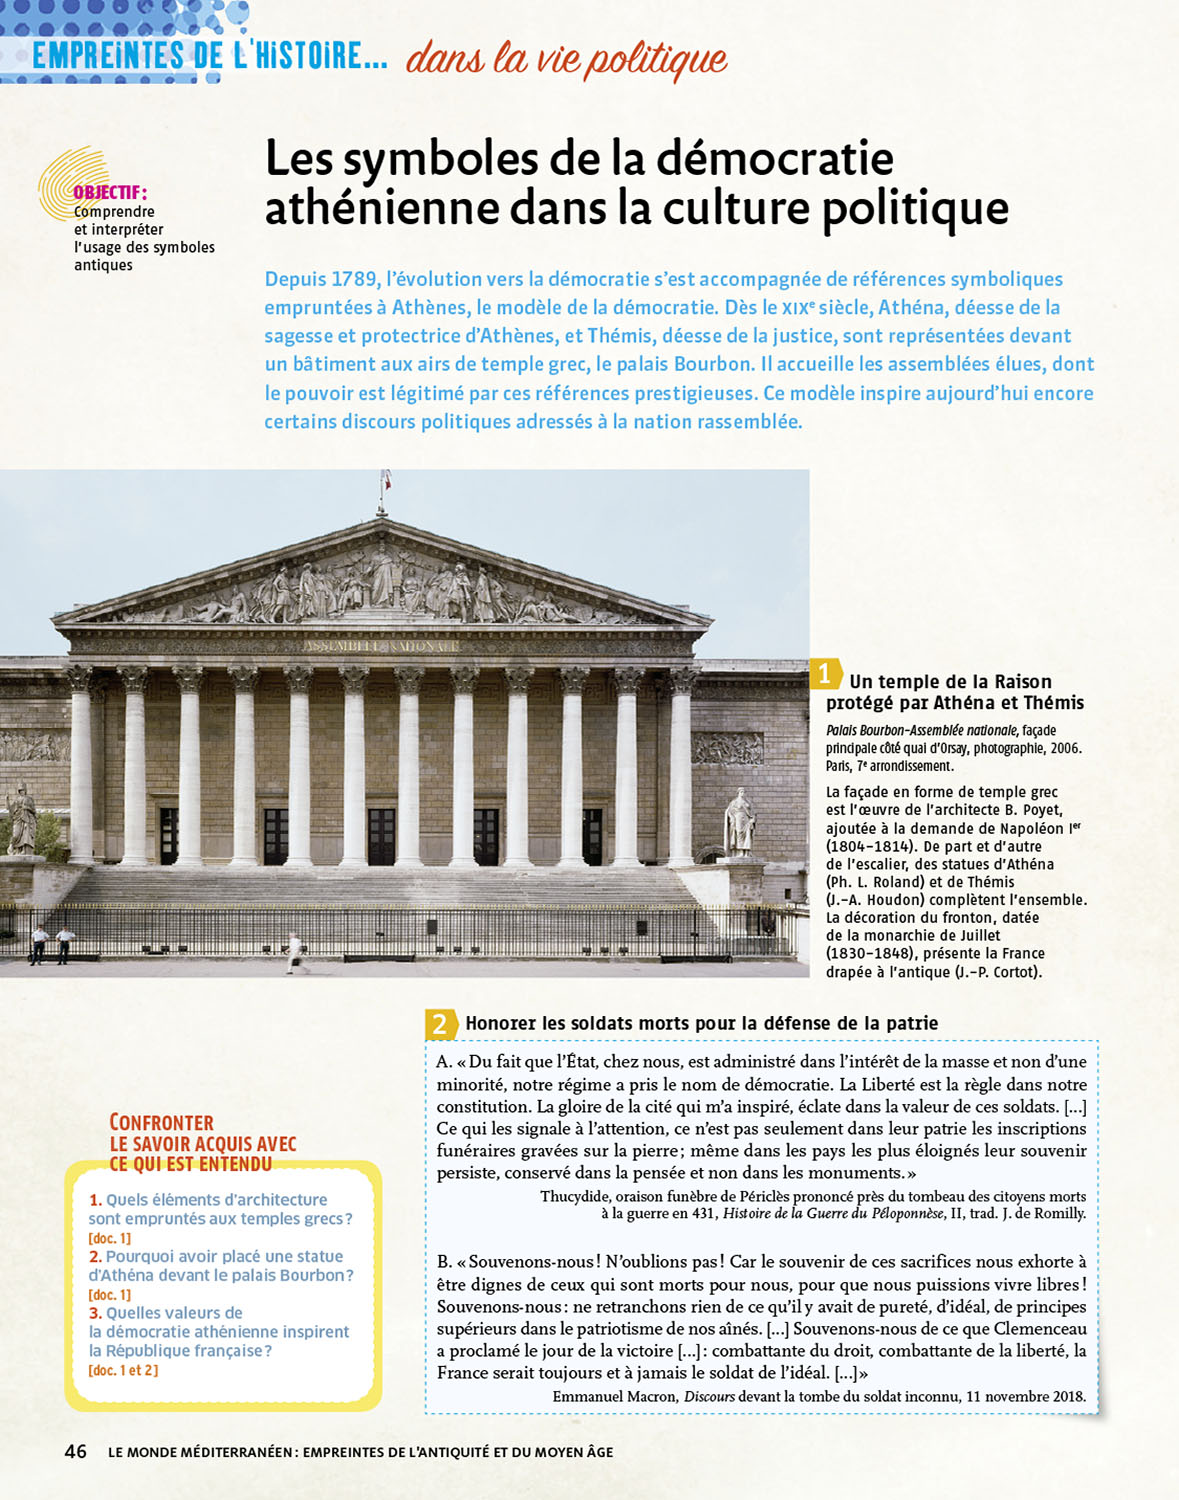 EMPREINTES DE L'HISTOIRE... dans la vie politique
Les symboles de la démocratie
athénienne dans la culture politique
OBJECTIF :
Comprendre
et interpréter
l'usage des symboles
antiques
Depuis 1789, l'évolution vers la démocratie s'est accompagnée de références symboliques
empruntées à Athènes, le modèle de la démocratie. Dès le XIXe siècle, Athéna, déesse de la
sagesse et protectrice d'Athènes, et Thémis, déesse de la justice, sont représentées devant
un bâtiment aux airs de temple grec, le palais Bourbon. Il accueille les assemblées élues, dont
le pouvoir est légitimé par ces références prestigieuses. Ce modèle inspire aujourd'hui encore
certains discours politiques adressés à la nation rassemblée.
ASSEMBLEE NATIONALE
1 Un temple de la Raison
protégé par Athéna et Thémis
Palais Bourbon-Assemblée nationale, façade
principale côté quai d'Orsay, photographie, 2006.
Paris, 7e arrondissement.
La façade en forme de temple grec
est l'œuvre de l'architecte B. Poyet,
ajoutée à la demande de Napoléon Ier
(1804-1814). De part et d'autre
de l'escalier, des statues d'Athéna
(Ph. L. Roland) et de Thémis
(J.-A. Houdon) complètent l'ensemble.
La décoration du fronton, datée
de la monarchie de Juillet
(1830-1848), présente la France
drapée à l'antique (J.-P. Cortot).
2 Honorer les soldats morts pour la défense de la patrie
A. « Du fait que l'État, chez nous, est administré dans l'intérêt de la masse et non d'une
minorité, notre régime a pris le nom de démocratie. La Liberté est la règle dans notre
constitution. La gloire de la cité qui m'a inspiré, éclate dans la valeur de ces soldats. [...]
Ce qui les signale à l'attention, ce n'est pas seulement dans leur patrie les inscriptions
funéraires gravées sur la pierre ; même dans les pays les plus éloignés leur souvenir
persiste, conservé dans la pensée et non dans les monuments. »
Thucydide, oraison funèbre de Périclès prononcé près du tombeau des citoyens morts
à la guerre en 431, Histoire de la Guerre du Péloponnèse, II, trad. J. de Romilly.
B. « Souvenons-nous ! N'oublions pas ! Car le souvenir de ces sacrifices nous exhorte à
être dignes de ceux qui sont morts pour nous, pour que nous puissions vivre libres !
Souvenons-nous : ne retranchons rien de ce qu'il y avait de pureté, d'idéal, de principes
supérieurs dans le patriotisme de nos aînés. [...] Souvenons-nous de ce que Clemenceau
a proclamé le jour de la victoire [...] : combattante du droit, combattante de la liberté, la
France serait toujours et à jamais le soldat de l'idéal. [...] »
Emmanuel Macron, Discours devant la tombe du soldat inconnu, 11 novembre 2018.
CONFRONTER
LE SAVOIR ACQUIS AVEC
CE QUI EST ENTENDU
1. Quels éléments d'architecture
sont empruntés aux temples grecs ?
[doc. 1]
2. Pourquoi avoir placé une statue
d'Athéna devant le palais Bourbon ?
[doc. 1]
3. Quelles valeurs de
la démocratie athénienne inspirent
la République française ?
[doc. 1 et 2]
46 LE MONDE MÉDITERRANÉEN : EMPREINTES DE L'ANTIQUITÉ ET DU MOYEN ÂGE